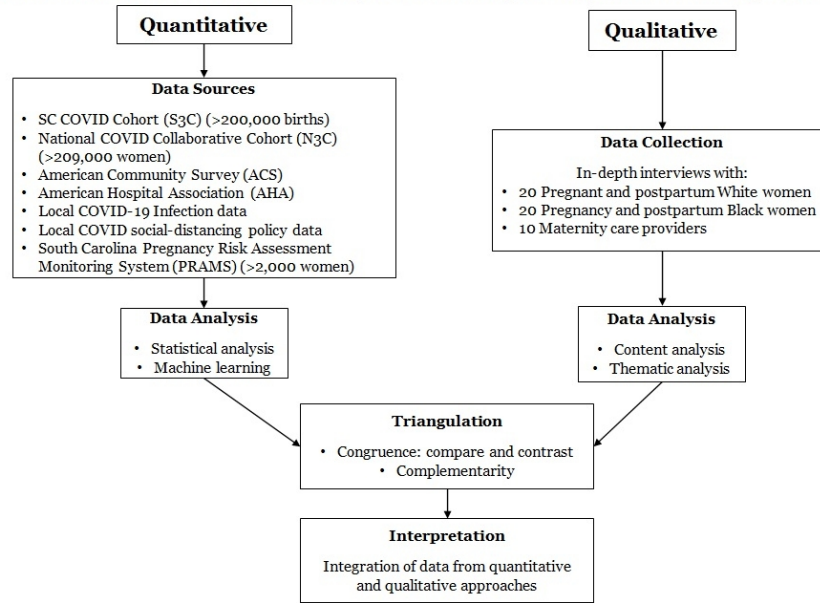 Quantitative
Data Sources
• SC COVID Cohort (S3C) (>200,000 births)
• National COVID Collaborative Cohort (N3C)
(>209,000 women)
• American Community Survey (ACS)
• American Hospital Association (AHA)
• Local COVID-19 Infection data
• Local COVID social-distancing policy data
• South Carolina Pregnancy Risk Assessment
Monitoring System (PRAMS) (>2,000 women)
Data Analysis
• Statistical analysis
• Machine learning
Qualitative
Data Collection
In-depth interviews with:
• 20 Pregnant and postpartum White women
• 20 Pregnancy and postpartum Black women
• 10 Maternity care providers
Data Analysis
• Content analysis
• Thematic analysis
Triangulation
• Congruence: compare and contrast
• Complementarity
Interpretation
Integration of data from quantitative
and qualitative approaches